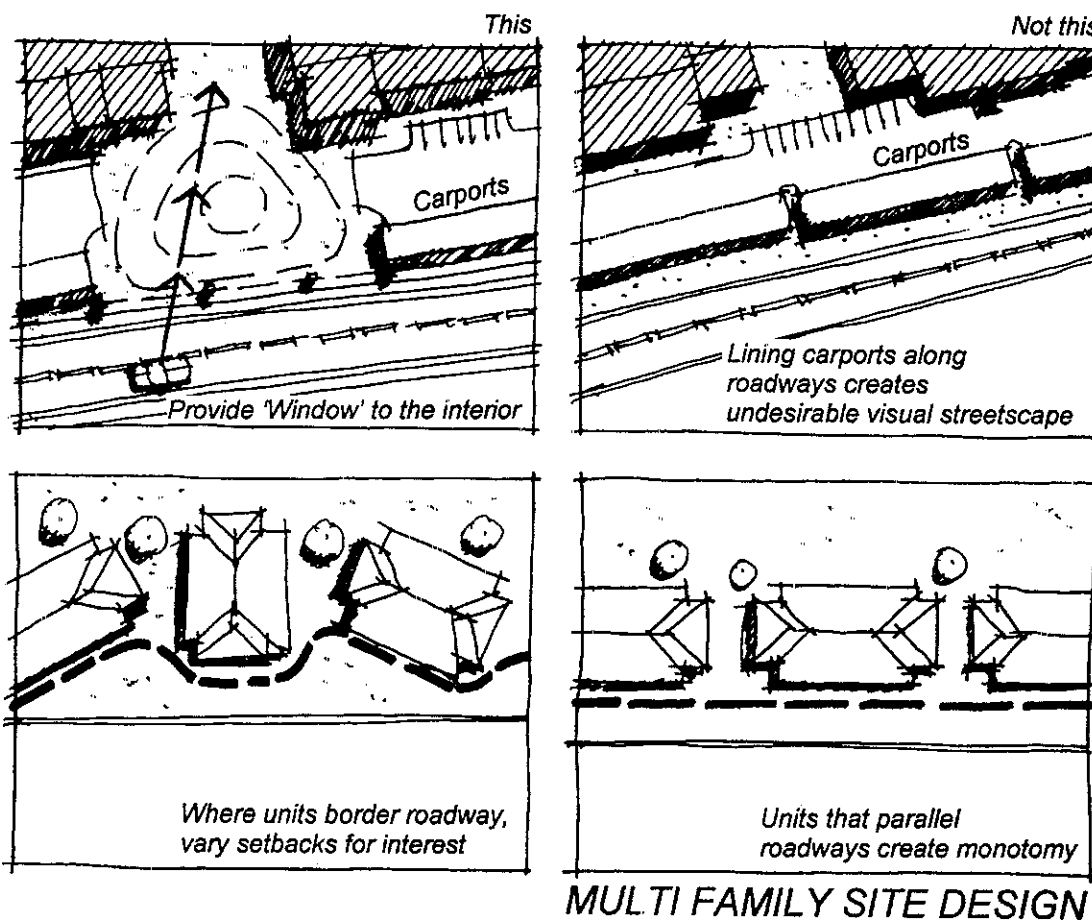 This
Not this
Carports
Carports
Provide 'Window' to the interior
Lining carports along
roadways creates
undesirable visual streetscape
Where units border roadway,
vary setbacks for interest
Units that parallel
roadways create monotomy
MULTI FAMILY SITE DESIGN